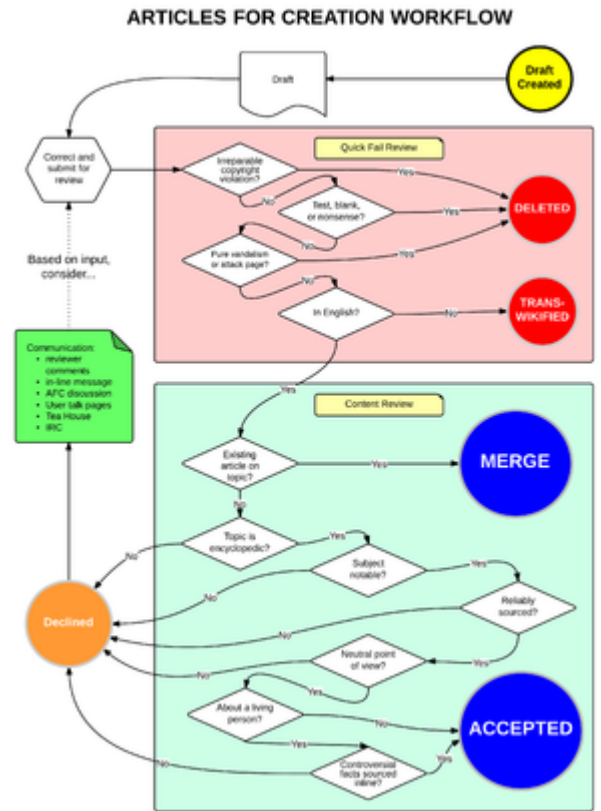 ARTICLES FOR CREATION WORKFLOW
Draft
Draft
Created
Correct and
submit for
review
Quick Fail Review
Irreparable
copyright
violation?
Yes
No
Test, blank,
or nonsense?
Yes
DELETED
No
Pure vandalism
or attack page?
Yes
No
In English?
No
TRANS-
WIKIFIED
Based on input,
consider...
Communication:
• reviewer
comments
• in-line message
• AFC discussion
• User talk pages
• Tea House
• IRC
Yes
Content Review
Existing
article on
topic?
Yes
MERGE
No
Topic is
encyclopedic?
Yes
No
Subject
notable?
Yes
No
Reliably
sourced?
Declined
No
Yes
Neutral point
of view?
No
Yes
About a living
person?
No
ACCEPTED
Yes
Controversial
facts sourced
inline?
Yes
No